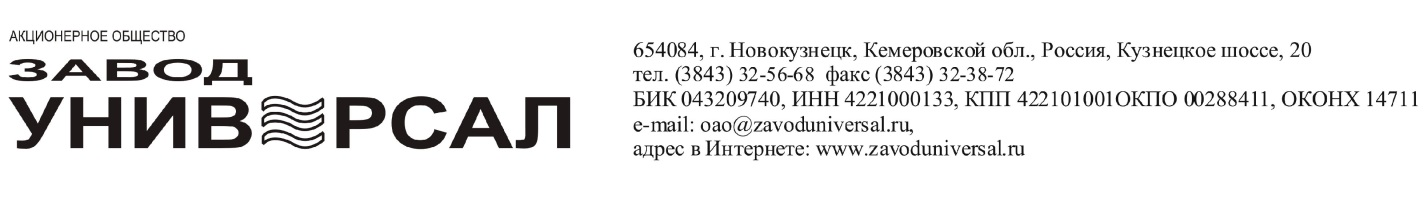 АКЦИОНЕРНОЕ ОБЩЕСТВО
ЗАВОД
УНИВЕРСАЛ
654084, г. Новокузнецк, Кемеровской обл., Россия, Кузнецкое шоссе, 20
тел. (3843) 32-56-68 факс (3843) 32-38-72
БИК 043209740, ИНН 4221000133, КПП 422101001ОКПО 00288411, ОКОНХ 14711
e-mail: oao@zavoduniversal.ru,
адрес в Интернете: www.zavoduniversal.ru